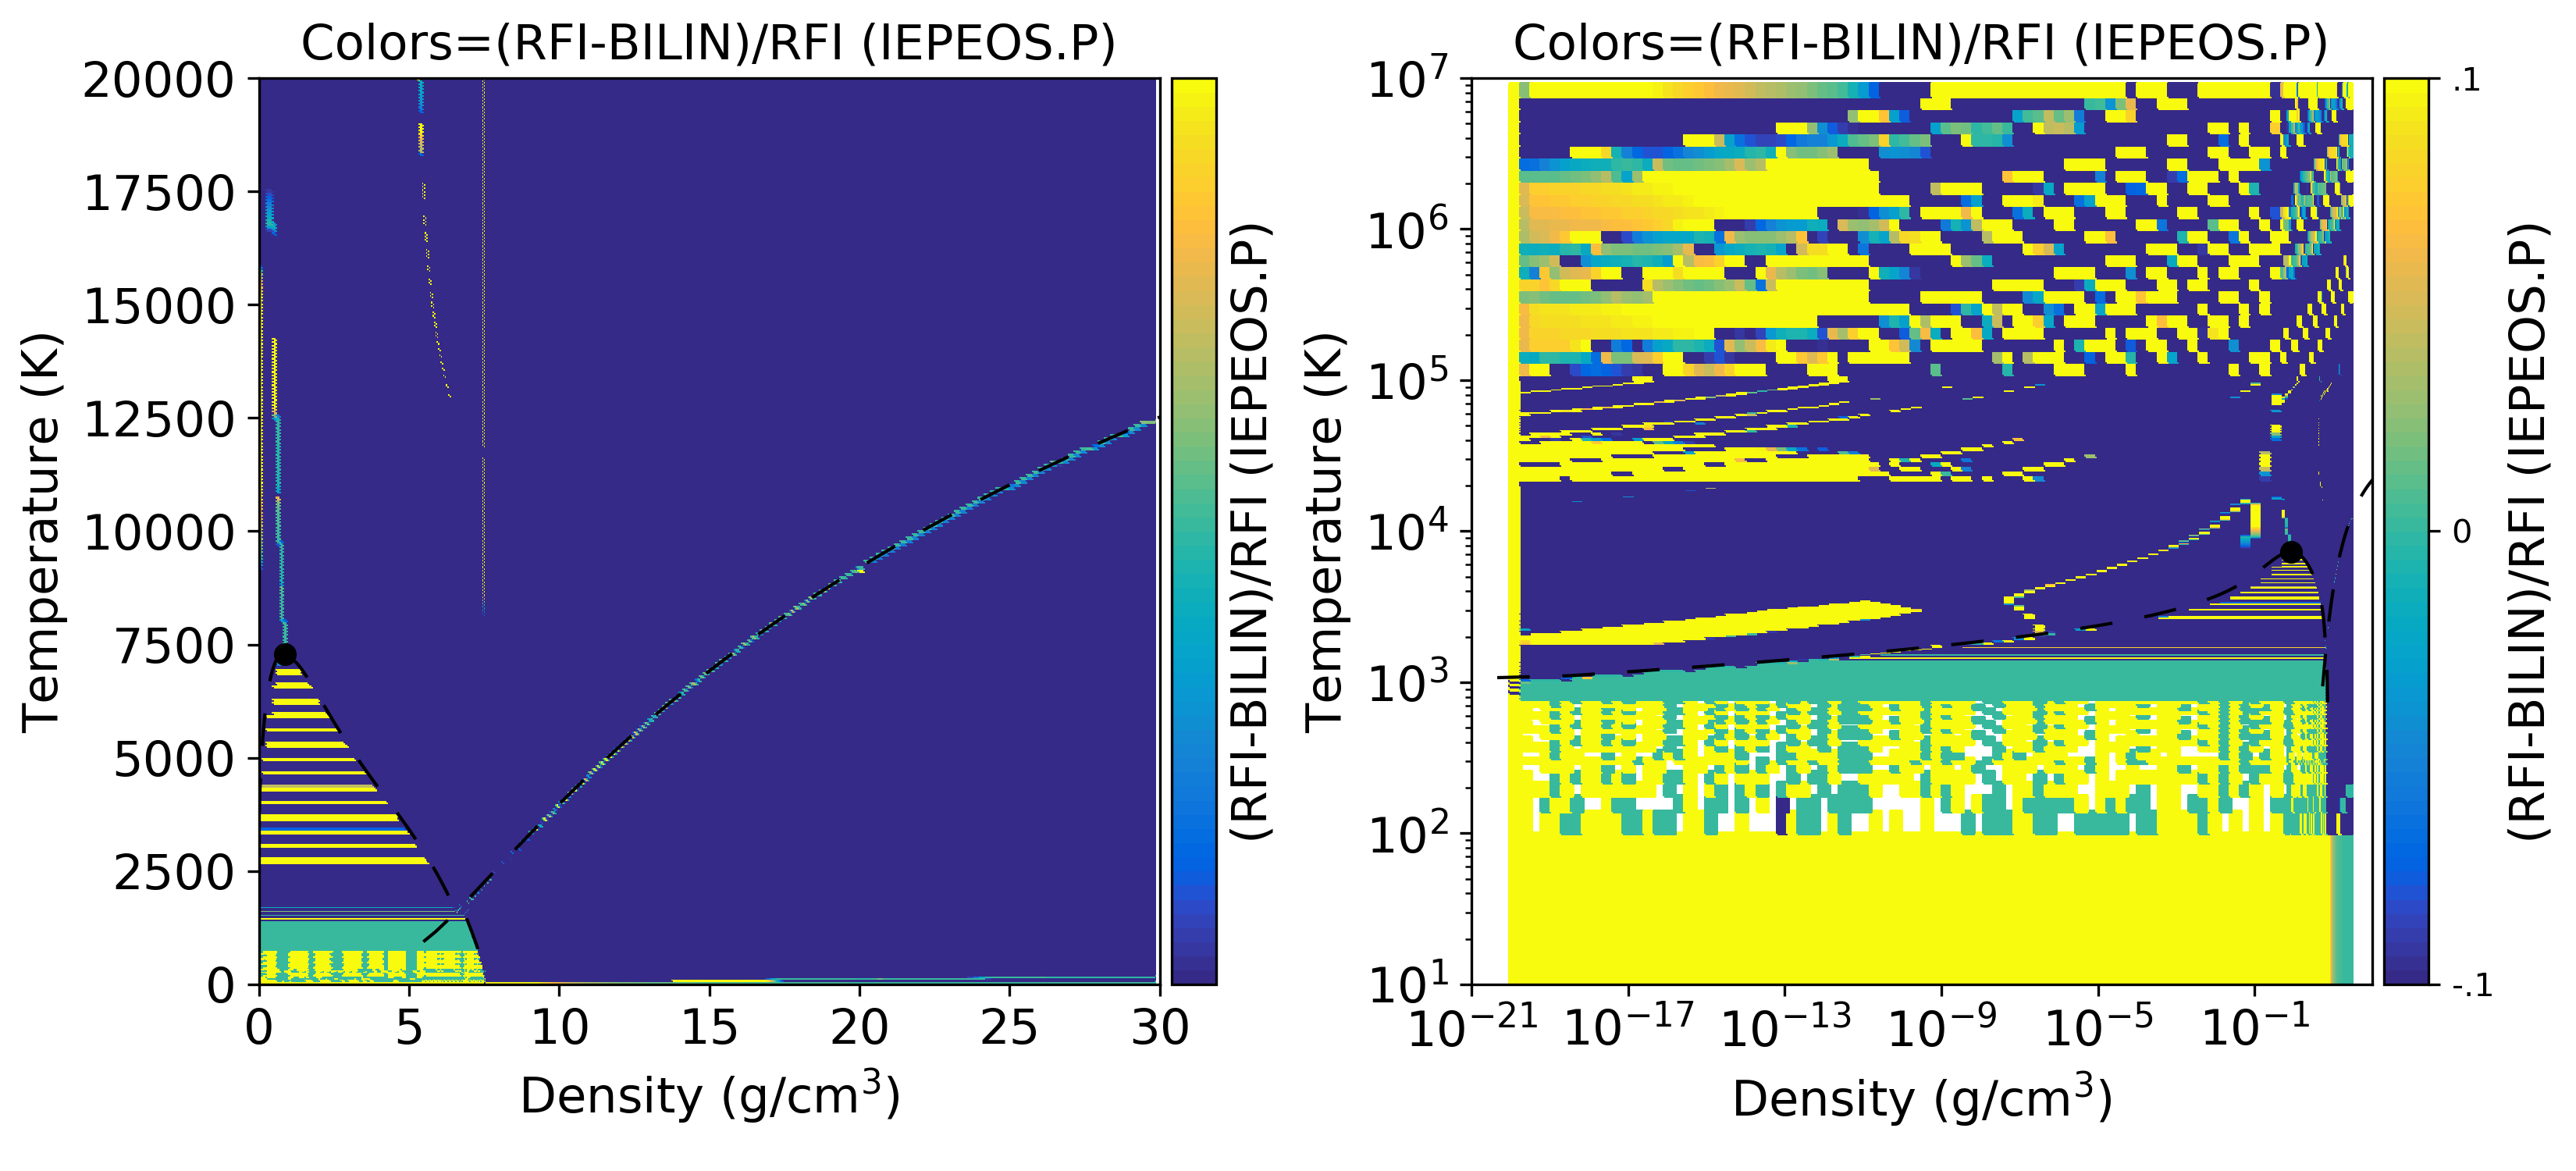 Colors=(RFI-BILIN)/RFI (IEPEOS.P)
20000
17500
15000
12500
10000
7500
5000
2500
0
Temperature (K)
0 5 10 15 20 25 30
Density (g/cm³)
(RFI-BILIN)/RFI (IEPEOS.P)
Colors=(RFI-BILIN)/RFI (IEPEOS.P)
10⁷
10⁶
10⁵
10⁴
10³
10²
10¹
Temperature (K)
10⁻²¹ 10⁻¹⁷ 10⁻¹³ 10⁻⁹ 10⁻⁵ 10⁻¹
Density (g/cm³)
.1
0
-.1
(RFI-BILIN)/RFI (IEPEOS.P)